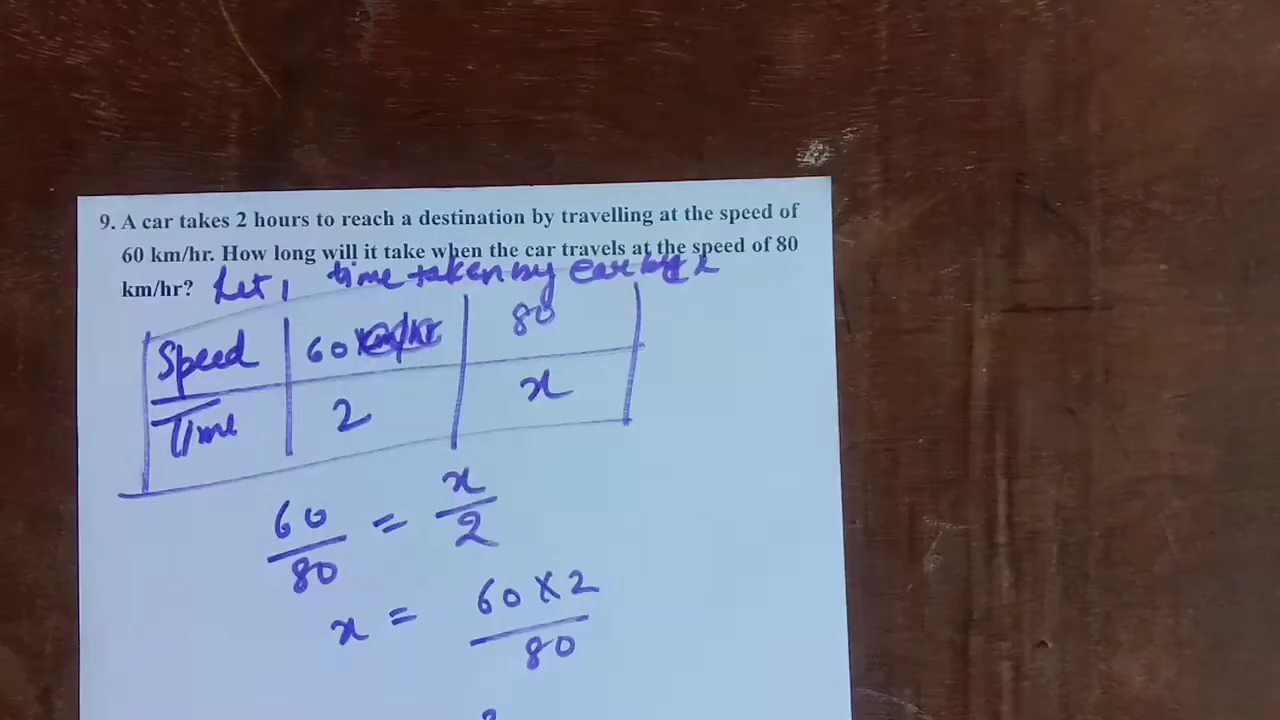 9. A car takes 2 hours to reach a destination by travelling at the speed of
60 km/hr. How long will it take when the car travels at the speed of 80
km/hr? Let, time taken by car x
Speed | 60 | 80
Time | 2 | x
60/80 = x/2
x = 60 × 2 / 80